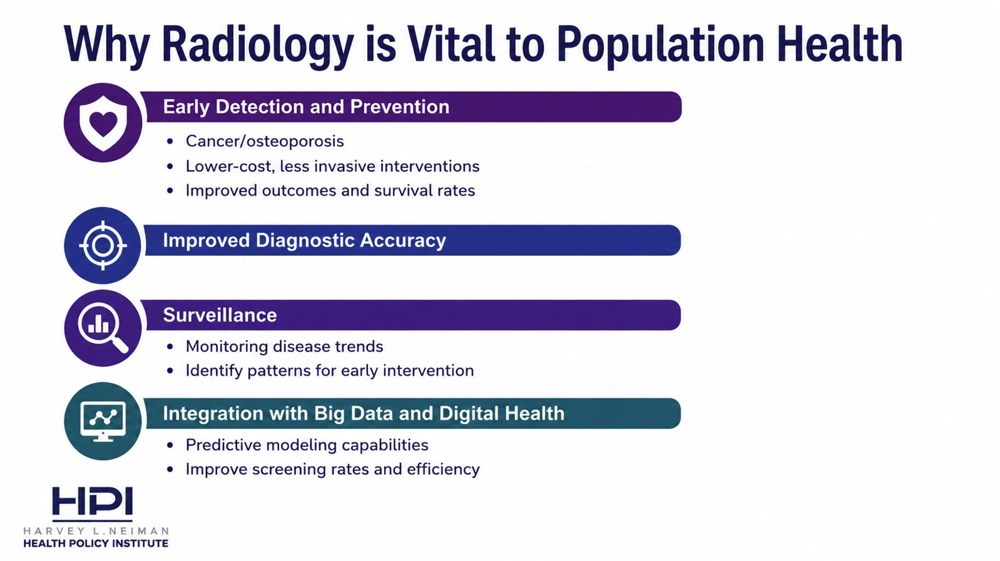 Why Radiology is Vital to Population Health
Early Detection and Prevention
• Cancer/osteoporosis
• Lower-cost, less invasive interventions
• Improved outcomes and survival rates
Improved Diagnostic Accuracy
Surveillance
• Monitoring disease trends
• Identify patterns for early intervention
Integration with Big Data and Digital Health
• Predictive modeling capabilities
• Improve screening rates and efficiency
HPI
HARVEY L.NEIMAN
HEALTH POLICY INSTITUTE